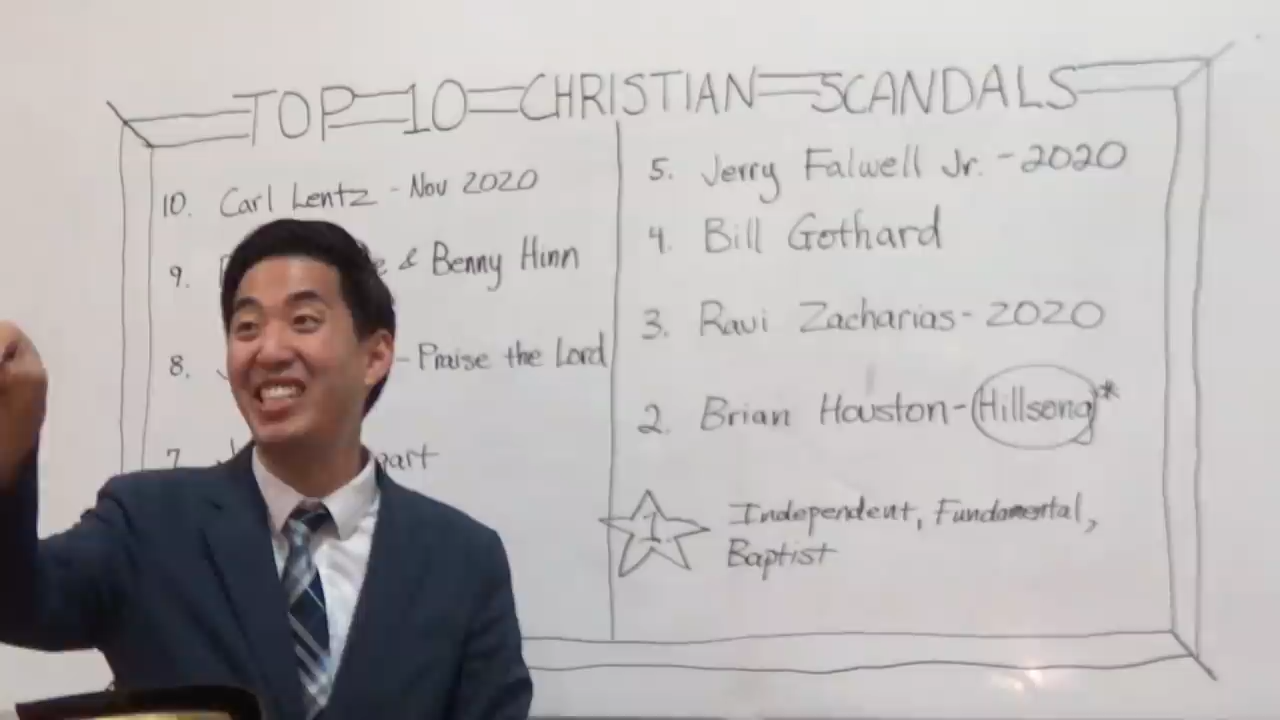 TOP 10 CHRISTIAN SCANDALS
10. Carl Lentz - Nov 2020
9. & Benny Hinn
8. - Praise the Lord
7.
5. Jerry Falwell Jr. - 2020
4. Bill Gothard
3. Ravi Zacharias - 2020
2. Brian Houston - Hillsong*
1 Independent, Fundamental,
Baptist